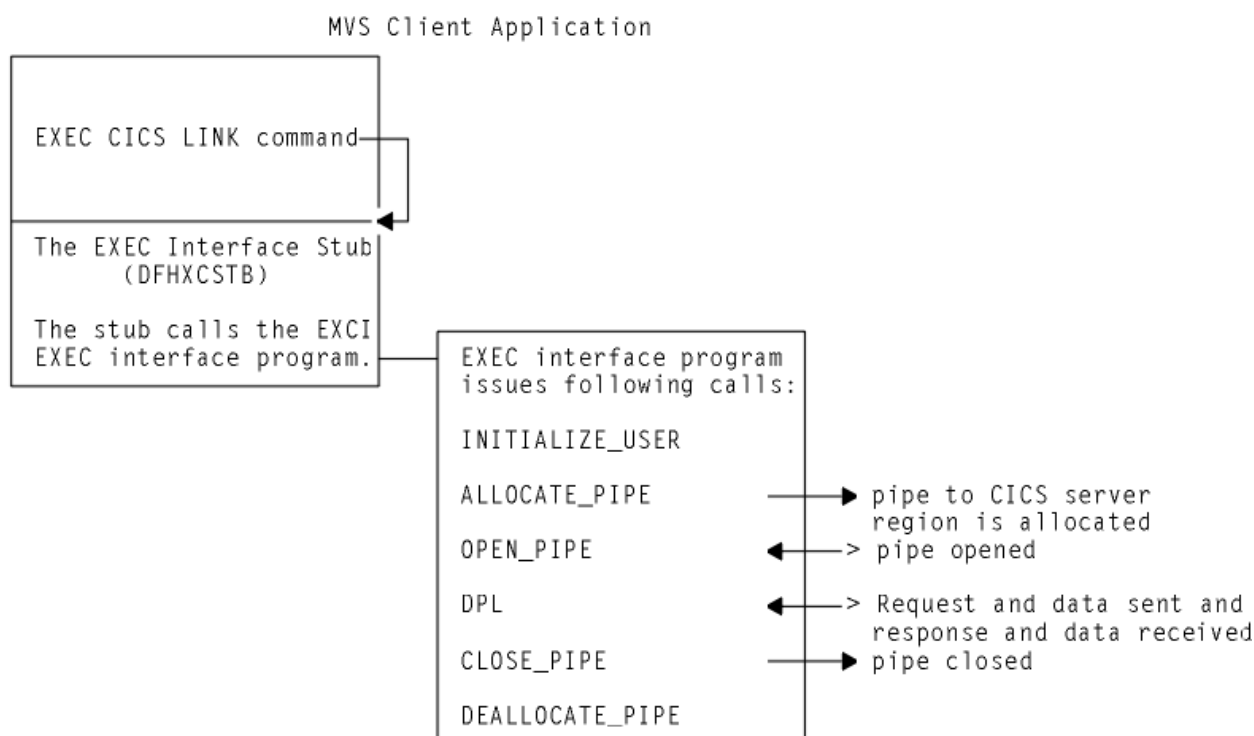 MVS Client Application
EXEC CICS LINK command
The EXEC Interface Stub
(DFHXCSTB)
The stub calls the EXCI
EXEC interface program.
EXEC interface program
issues following calls:
INITIALIZE_USER
ALLOCATE_PIPE
pipe to CICS server
region is allocated
OPEN_PIPE
> pipe opened
DPL
> Request and data sent and
response and data received
CLOSE_PIPE
pipe closed
DEALLOCATE_PIPE